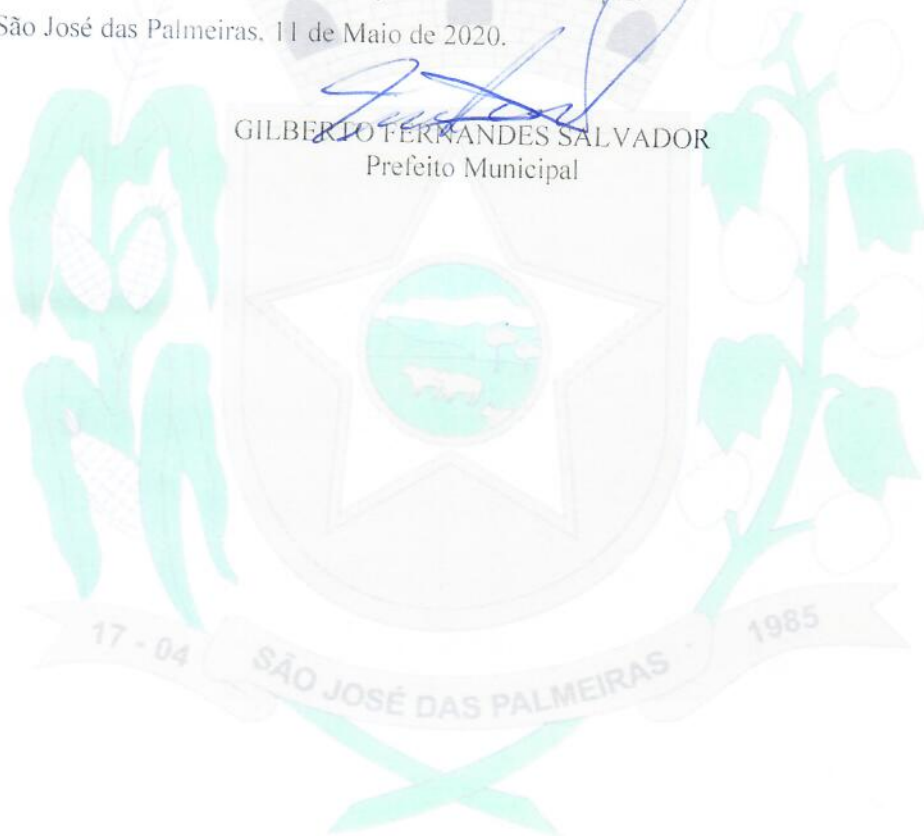 São José das Palmeiras, 11 de Maio de 2020.
GILBERTO FERNANDES SALVADOR
Prefeito Municipal
17 - 04 SÃO JOSÉ DAS PALMEIRAS - 1985